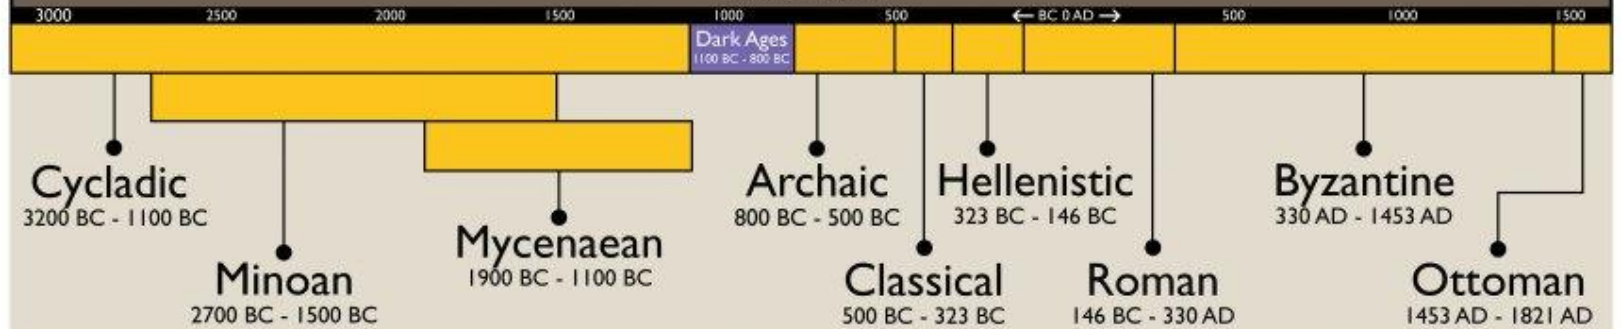 3000 2500 2000 1500 1000 500 ← BC 0 AD → 500 1000 1500
Dark Ages
1100 BC - 800 BC
Cycladic
3200 BC - 1100 BC
Minoan
2700 BC - 1500 BC
Mycenaean
1900 BC - 1100 BC
Archaic
800 BC - 500 BC
Classical
500 BC - 323 BC
Hellenistic
323 BC - 146 BC
Roman
146 BC - 330 AD
Byzantine
330 AD - 1453 AD
Ottoman
1453 AD - 1821 AD